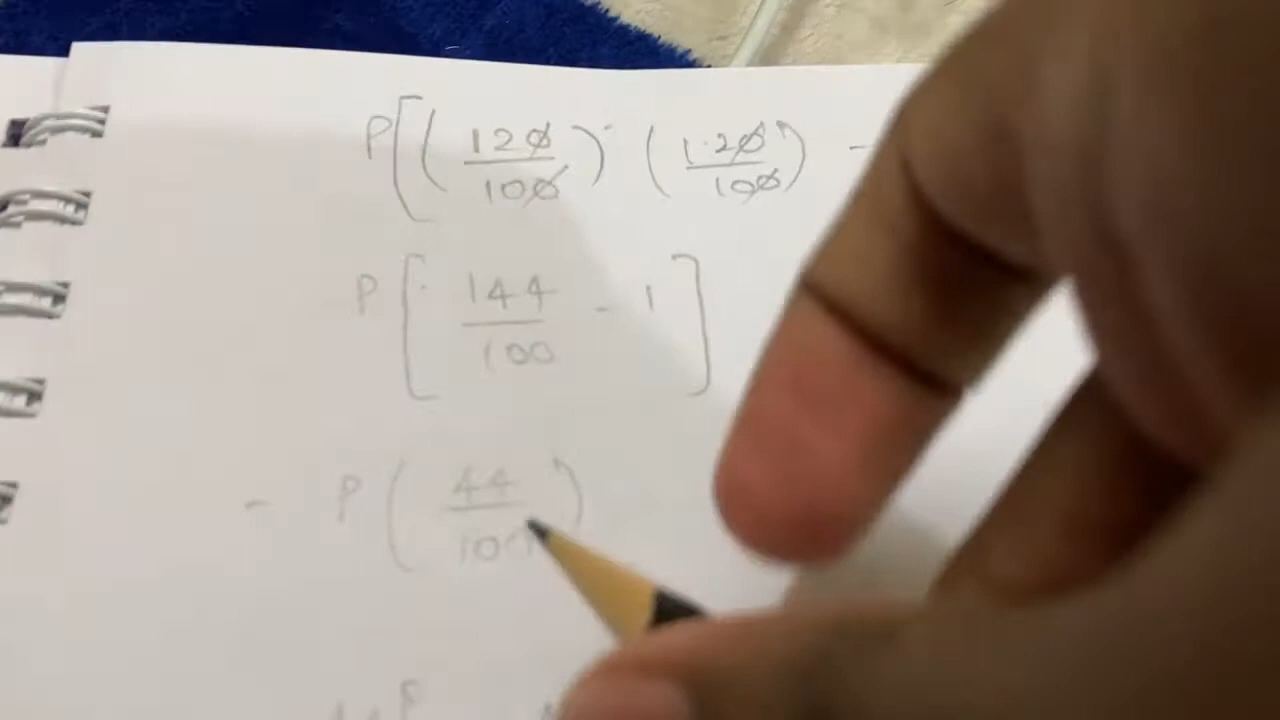 P[(120/100) (120/100) -
P[144/100 - 1]
- P(44/100)